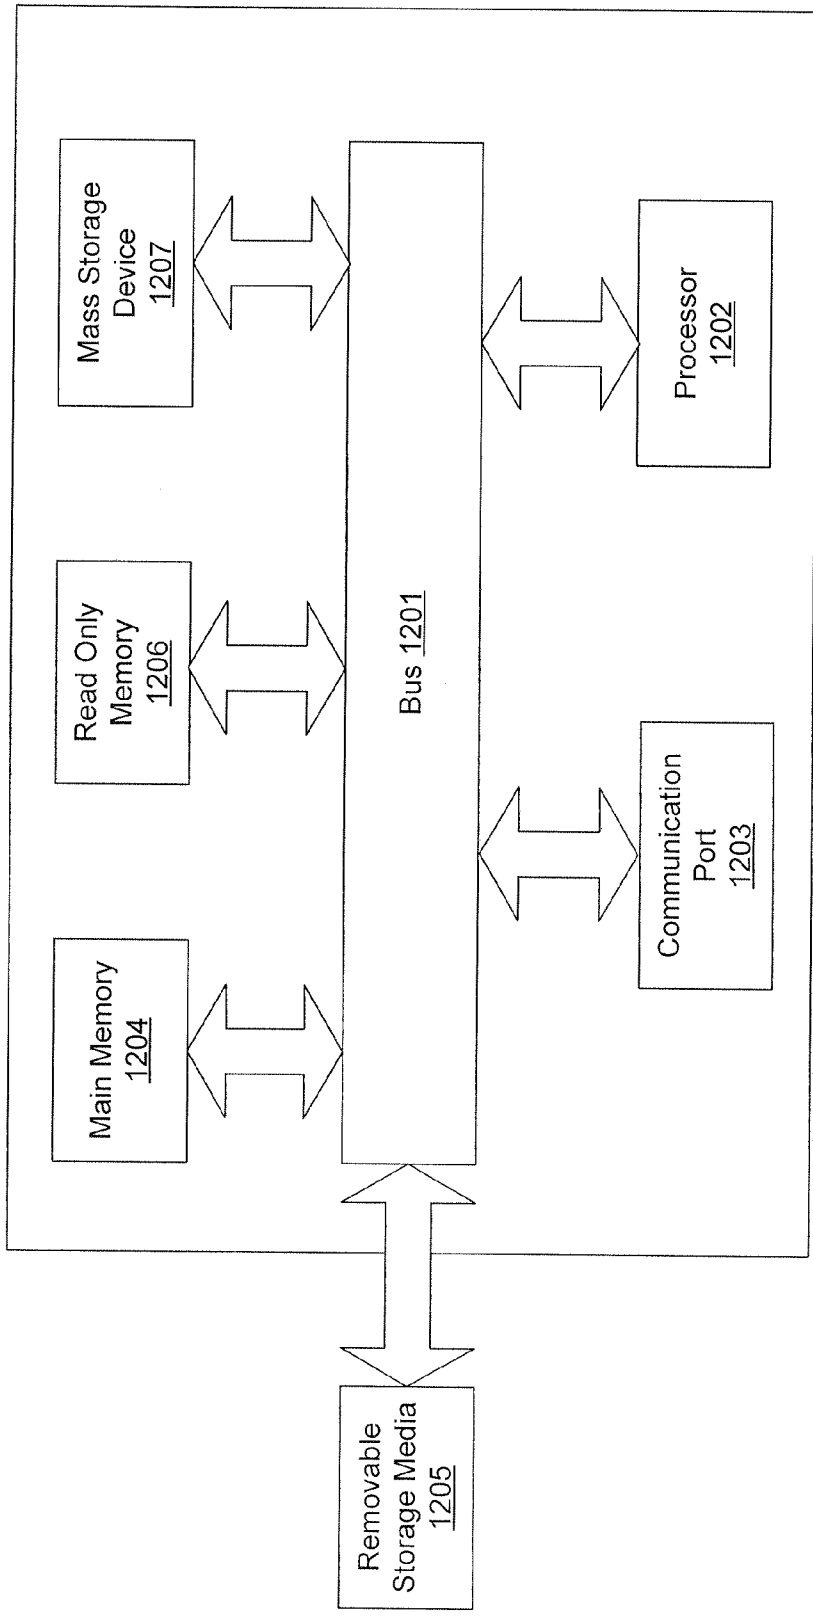 Main Memory
1204
Read Only
Memory
1206
Mass Storage
Device
1207
Removable
Storage Media
1205
Bus 1201
Communication
Port
1203
Processor
1202